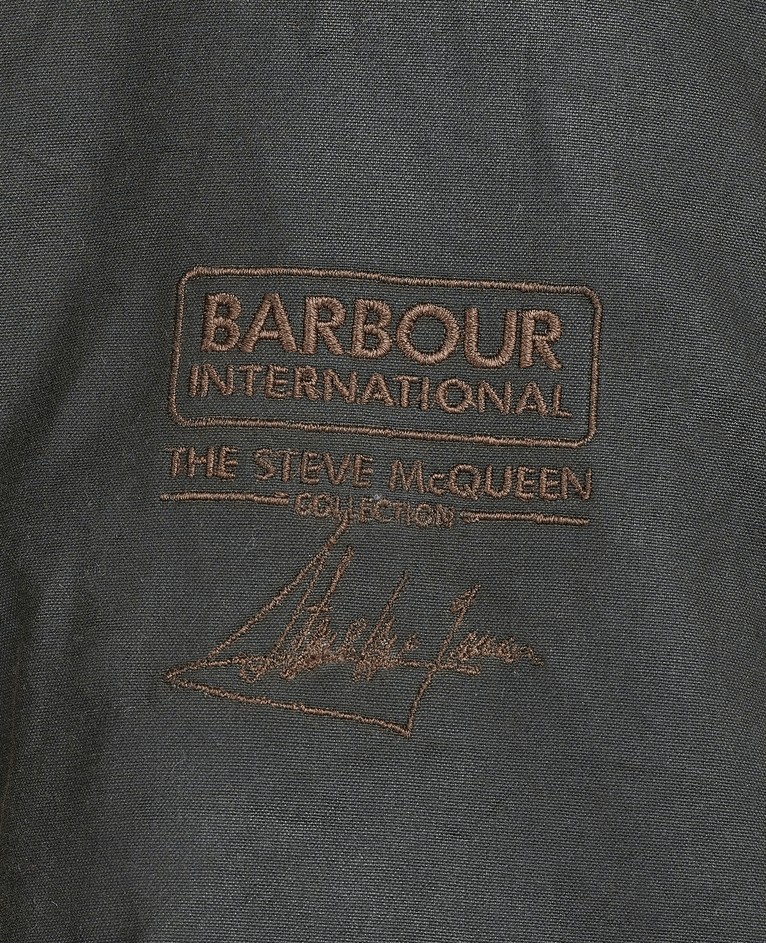 BARBOUR
INTERNATIONAL
THE STEVE McQUEEN
COLLECTION